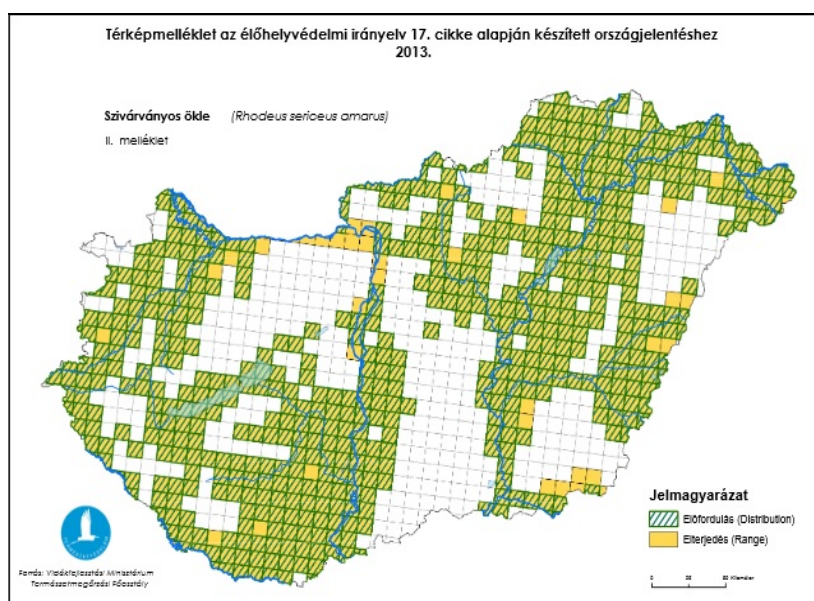 Térképmelléklet az élőhelyvédelmi irányelv 17. cikke alapján készített országjelentéshez
2013.
Szivárványos ökle (Rhodeus sericeus amarus)
II. melléklet
Jelmagyarázat
Előfordulás (Distribution)
Elterjedés (Range)
Forrás: Vidékfejlesztési Minisztérium
Természetmegőrzési Főosztály
0
Kilométer